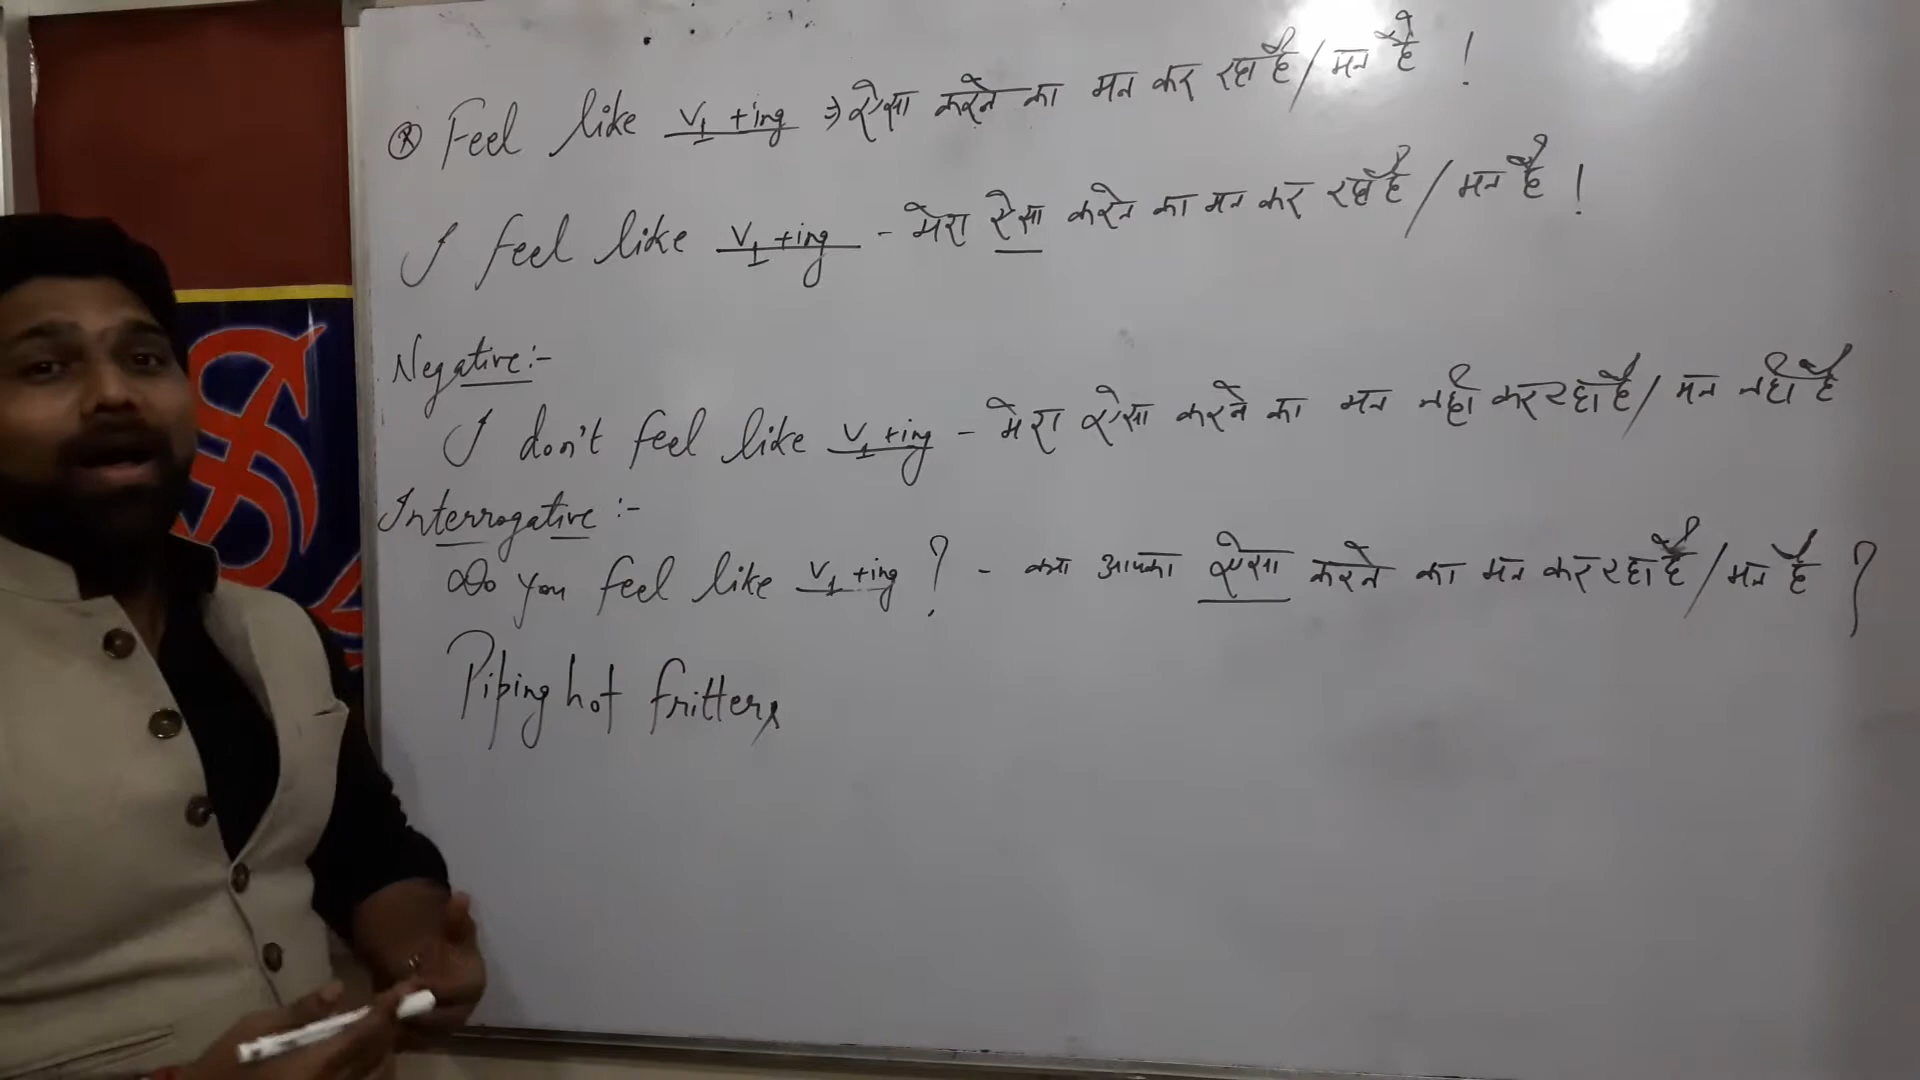 ⊛ Feel like V1 +ing ⇒ ऐसा करने का मन कर रहा है / मन है !
I feel like V1 +ing - मेरा ऐसा करने का मन कर रहा है / मन है !
Negative:-
I don't feel like V1 +ing - मेरा ऐसा करने का मन नही कर रहा है / मन नही है
Interrogative :-
Do you feel like V1 +ing ? - क्या आपका ऐसा करने का मन कर रहा है / मन है ?
Piping hot fritters